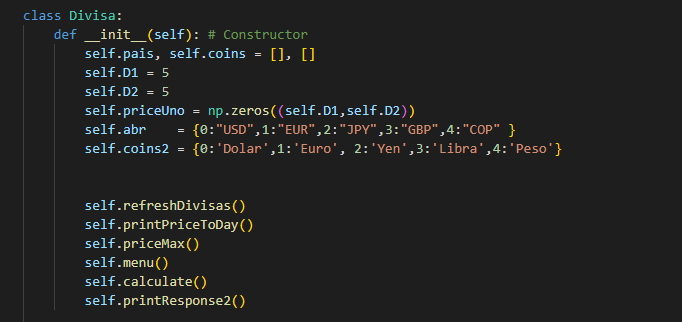 class Divisa:
    def __init__(self): # Constructor
        self.pais, self.coins = [], []
        self.D1 = 5
        self.D2 = 5
        self.priceUno = np.zeros((self.D1,self.D2))
        self.abr    = {0:"USD",1:"EUR",2:"JPY",3:"GBP",4:"COP" }
        self.coins2 = {0:'Dolar',1:'Euro', 2:'Yen',3:'Libra',4:'Peso'}
        self.refreshDivisas()
        self.printPriceToDay()
        self.priceMax()
        self.menu()
        self.calculate()
        self.printResponse2()